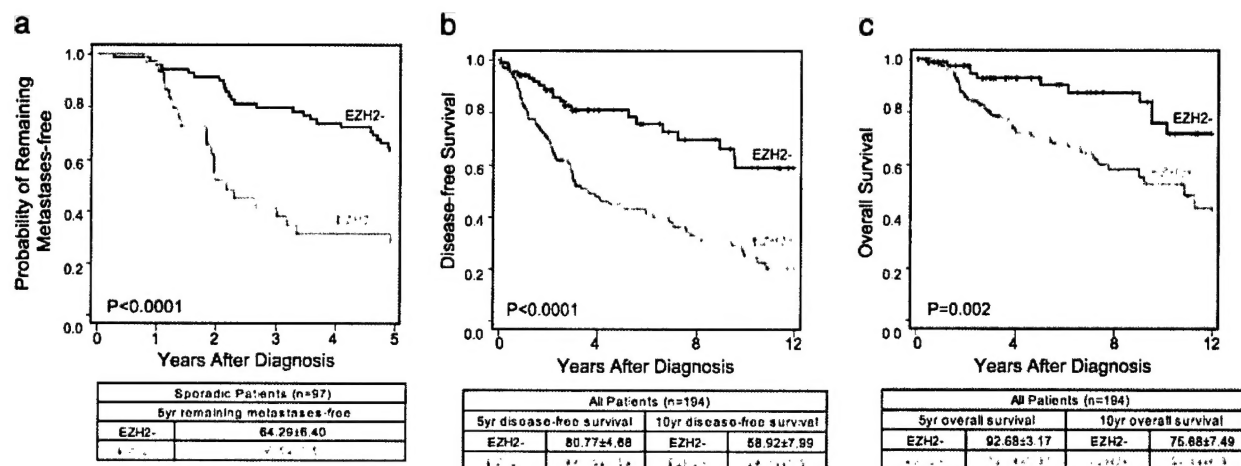 a
Probability of Remaining
Metastases-free
1.0
0.8
0.6
0.4
0.2
0.0
EZH2-
P<0.0001
0 1 2 3 4 5
Years After Diagnosis
Sporadic Patients (n=97)
5yr remaining metastases-free
EZH2- 64.29±6.40
b
Disease-free Survival
1.0
0.8
0.6
0.4
0.2
0.0
EZH2-
P<0.0001
0 4 8 12
Years After Diagnosis
All Patients (n=194)
5yr disease-free survival 10yr disease-free survival
EZH2- 80.77±4.68 EZH2- 58.92±7.99
c
Overall Survival
1.0
0.8
0.6
0.4
0.2
0.0
EZH2-
P=0.002
0 4 8 12
Years After Diagnosis
All Patients (n=194)
5yr overall survival 10yr overall survival
EZH2- 92.68±3.17 EZH2- 75.68±7.49